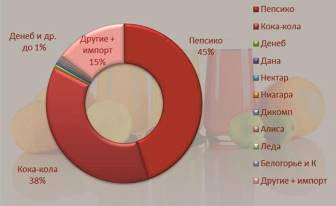 Денеб и др.
до 1%
Другие +
импорт
15%
Пепсико
45%
Кока-кола
38%
Пепсико
Кока-кола
Денеб
Дана
Нектар
Ниагара
Дикомп
Алиса
Леда
Белогорье и К
Другие + импорт